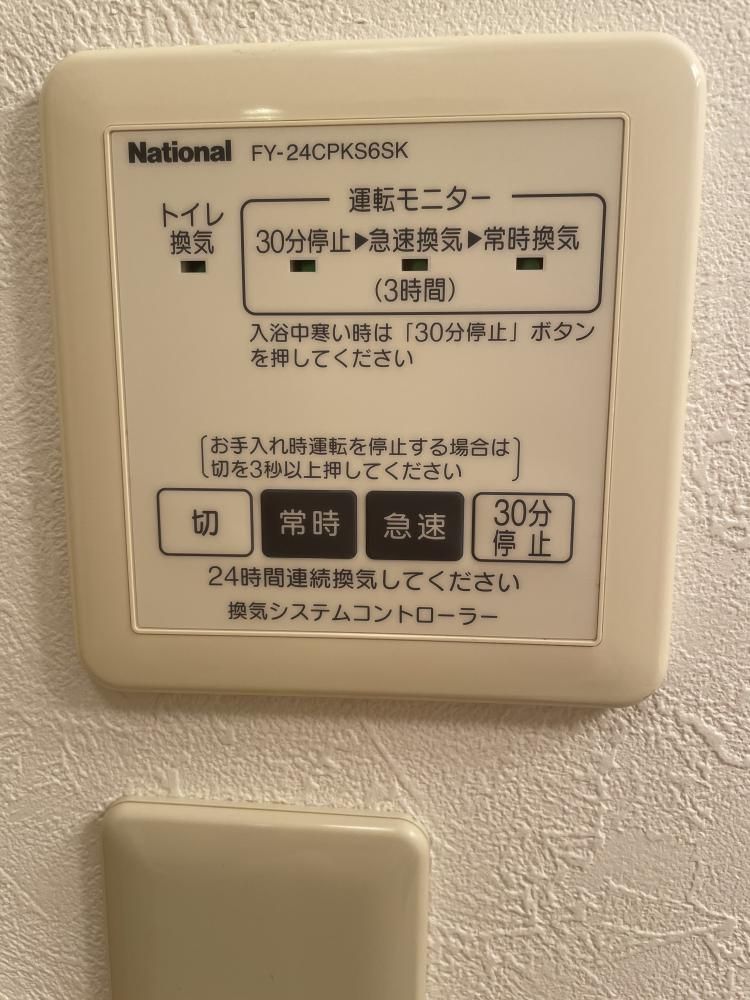 National FY-24CPKS6SK
運転モニター
トイレ
換気
30分停止▶急速換気▶常時換気
(3時間)
入浴中寒い時は「30分停止」ボタン
を押してください
お手入れ時運転を停止する場合は
切を3秒以上押してください
切 常時 急速 30分
停止
24時間連続換気してください
換気システムコントローラー